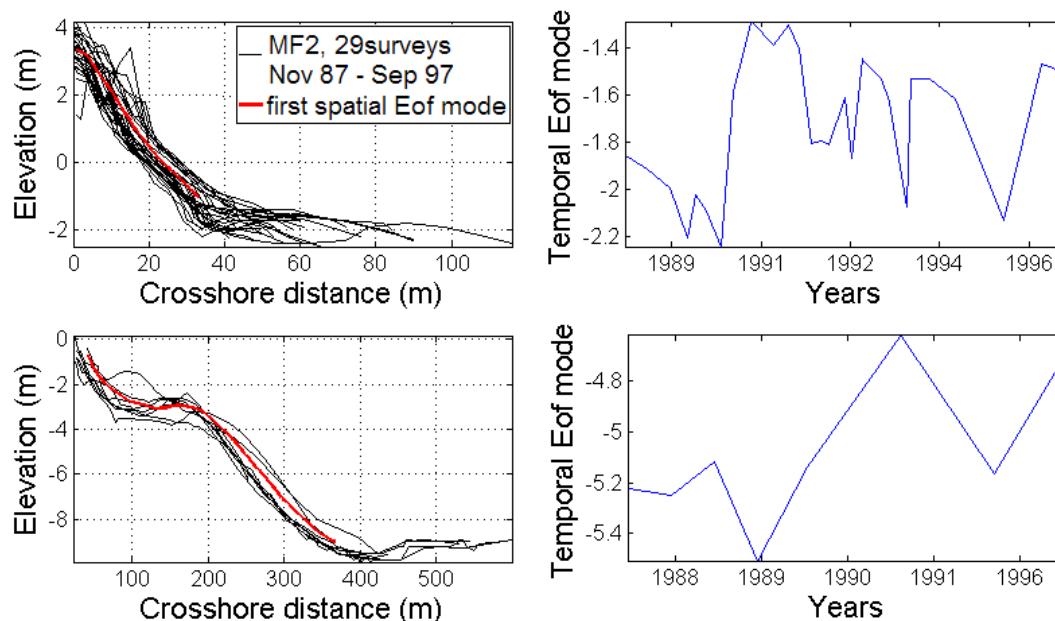 MF2, 29surveys
Nov 87 - Sep 97
first spatial Eof mode
Elevation (m)
4
2
0
-2
0 20 40 60 80 100
Crosshore distance (m)
Temporal Eof mode
-1.4
-1.6
-1.8
-2
-2.2
1989 1991 1992 1994 1996
Years
Elevation (m)
0
-2
-4
-6
-8
100 200 300 400 500
Crosshore distance (m)
Temporal Eof mode
-4.8
-5
-5.2
-5.4
1988 1989 1990 1991 1996
Years